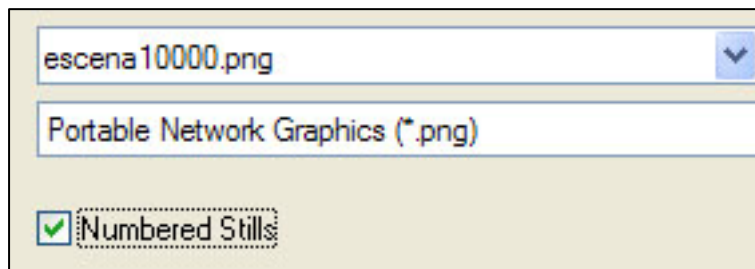 escena10000.png
Portable Network Graphics (*.png)
Numbered Stills